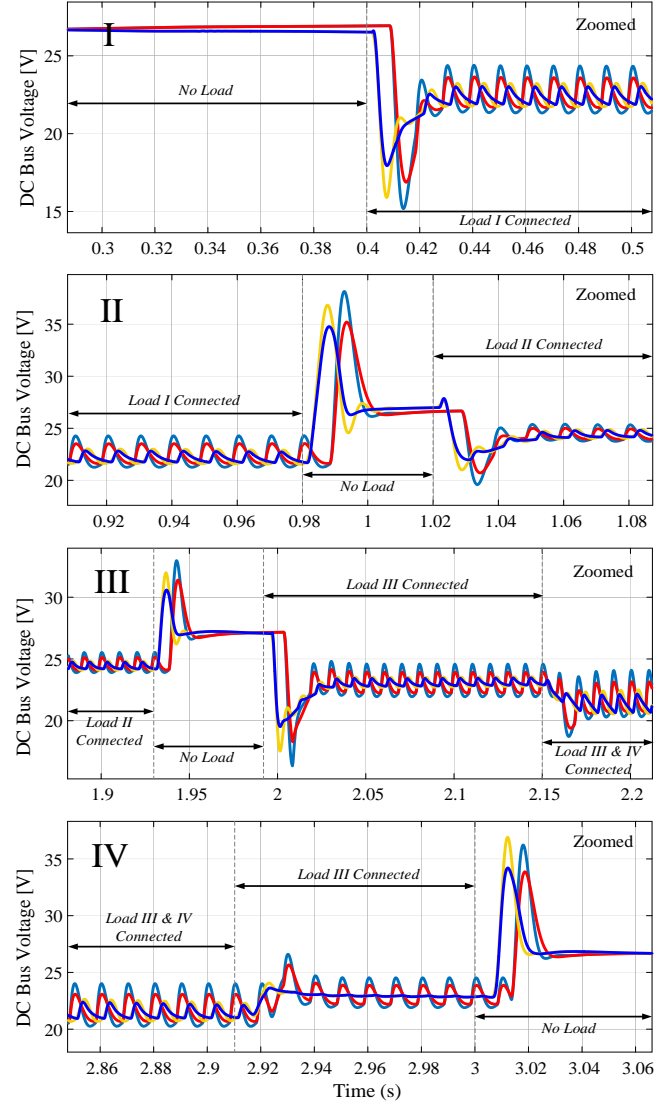 I
Zoomed
DC Bus Voltage [V]
25
20
15
No Load
Load I Connected
0.3 0.32 0.34 0.36 0.38 0.4 0.42 0.44 0.46 0.48 0.5
II
Zoomed
DC Bus Voltage [V]
35
30
25
20
Load I Connected
No Load
Load II Connected
0.92 0.94 0.96 0.98 1 1.02 1.04 1.06 1.08
III
Zoomed
DC Bus Voltage [V]
30
25
20
Load II
Connected
No Load
Load III Connected
Load III & IV
Connected
1.9 1.95 2 2.05 2.1 2.15 2.2
IV
Zoomed
DC Bus Voltage [V]
35
30
25
20
Load III & IV
Connected
Load III Connected
No Load
2.86 2.88 2.9 2.92 2.94 2.96 2.98 3 3.02 3.04 3.06
Time (s)